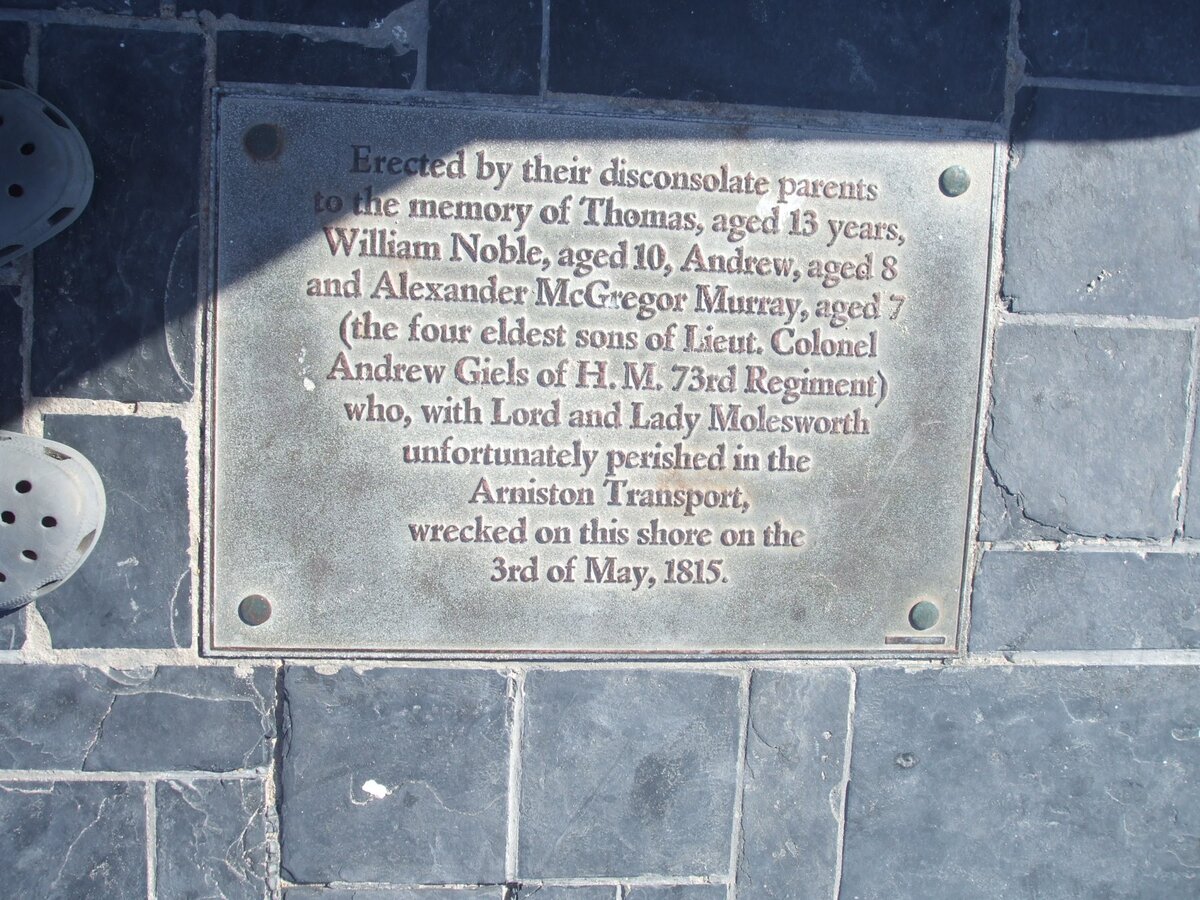 Erected by their disconsolate parents
to the memory of Thomas, aged 13 years,
William Noble, aged 10, Andrew, aged 8
and Alexander McGregor Murray, aged 7
(the four eldest sons of Lieut. Colonel
Andrew Giels of H. M. 73rd Regiment)
who, with Lord and Lady Molesworth
unfortunately perished in the
Arniston Transport,
wrecked on this shore on the
3rd of May, 1815.